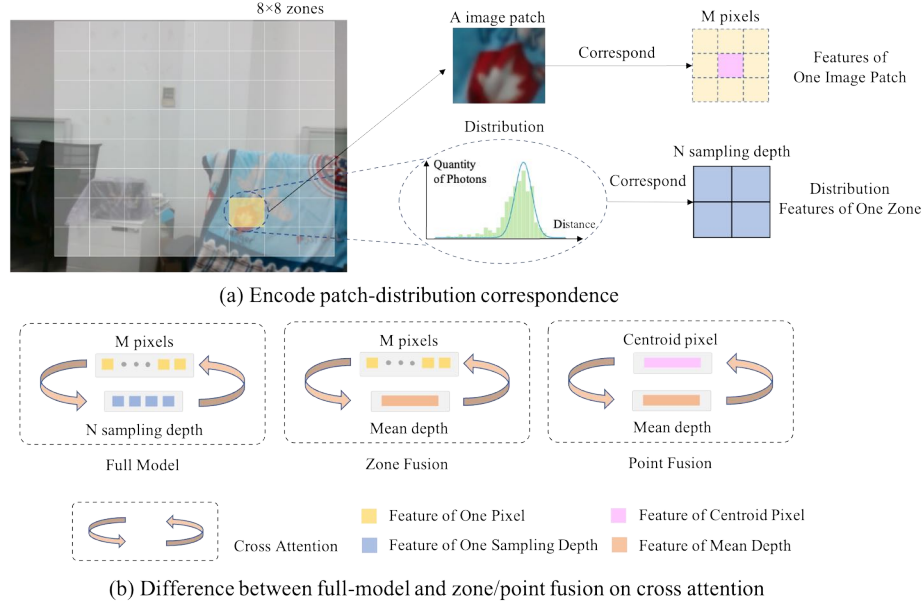 8×8 zones
A image patch
M pixels
Correspond
Features of
One Image Patch
Distribution
Quantity
of Photons
Distance
N sampling depth
Correspond
Distribution
Features of One Zone
(a) Encode patch-distribution correspondence
M pixels
N sampling depth
Full Model
M pixels
Mean depth
Zone Fusion
Centroid pixel
Mean depth
Point Fusion
Cross Attention
Feature of One Pixel
Feature of One Sampling Depth
Feature of Centroid Pixel
Feature of Mean Depth
(b) Difference between full-model and zone/point fusion on cross attention